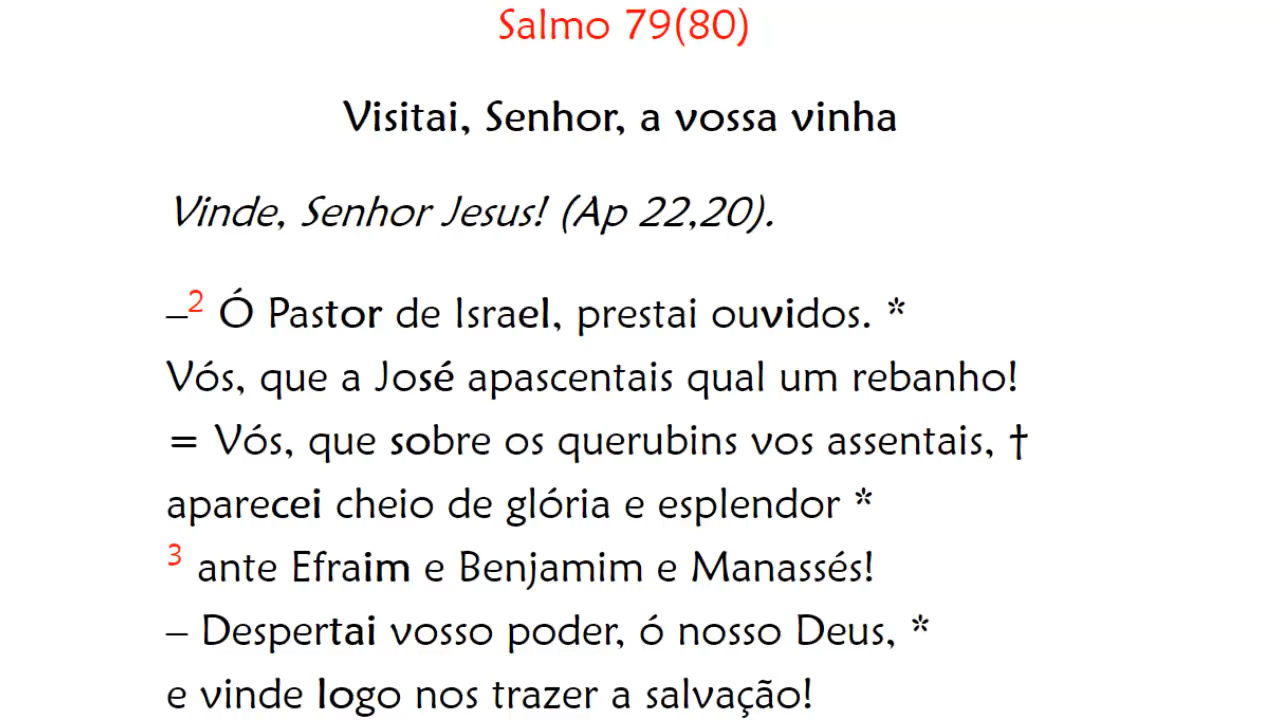 Salmo 79(80)
Visitai, Senhor, a vossa vinha
Vinde, Senhor Jesus! (Ap 22,20).
–2 Ó Pastor de Israel, prestai ouvidos. *
Vós, que a José apascentais qual um rebanho!
= Vós, que sobre os querubins vos assentais, †
aparecei cheio de glória e esplendor *
3 ante Efraim e Benjamim e Manassés!
– Despertai vosso poder, ó nosso Deus, *
e vinde logo nos trazer a salvação!